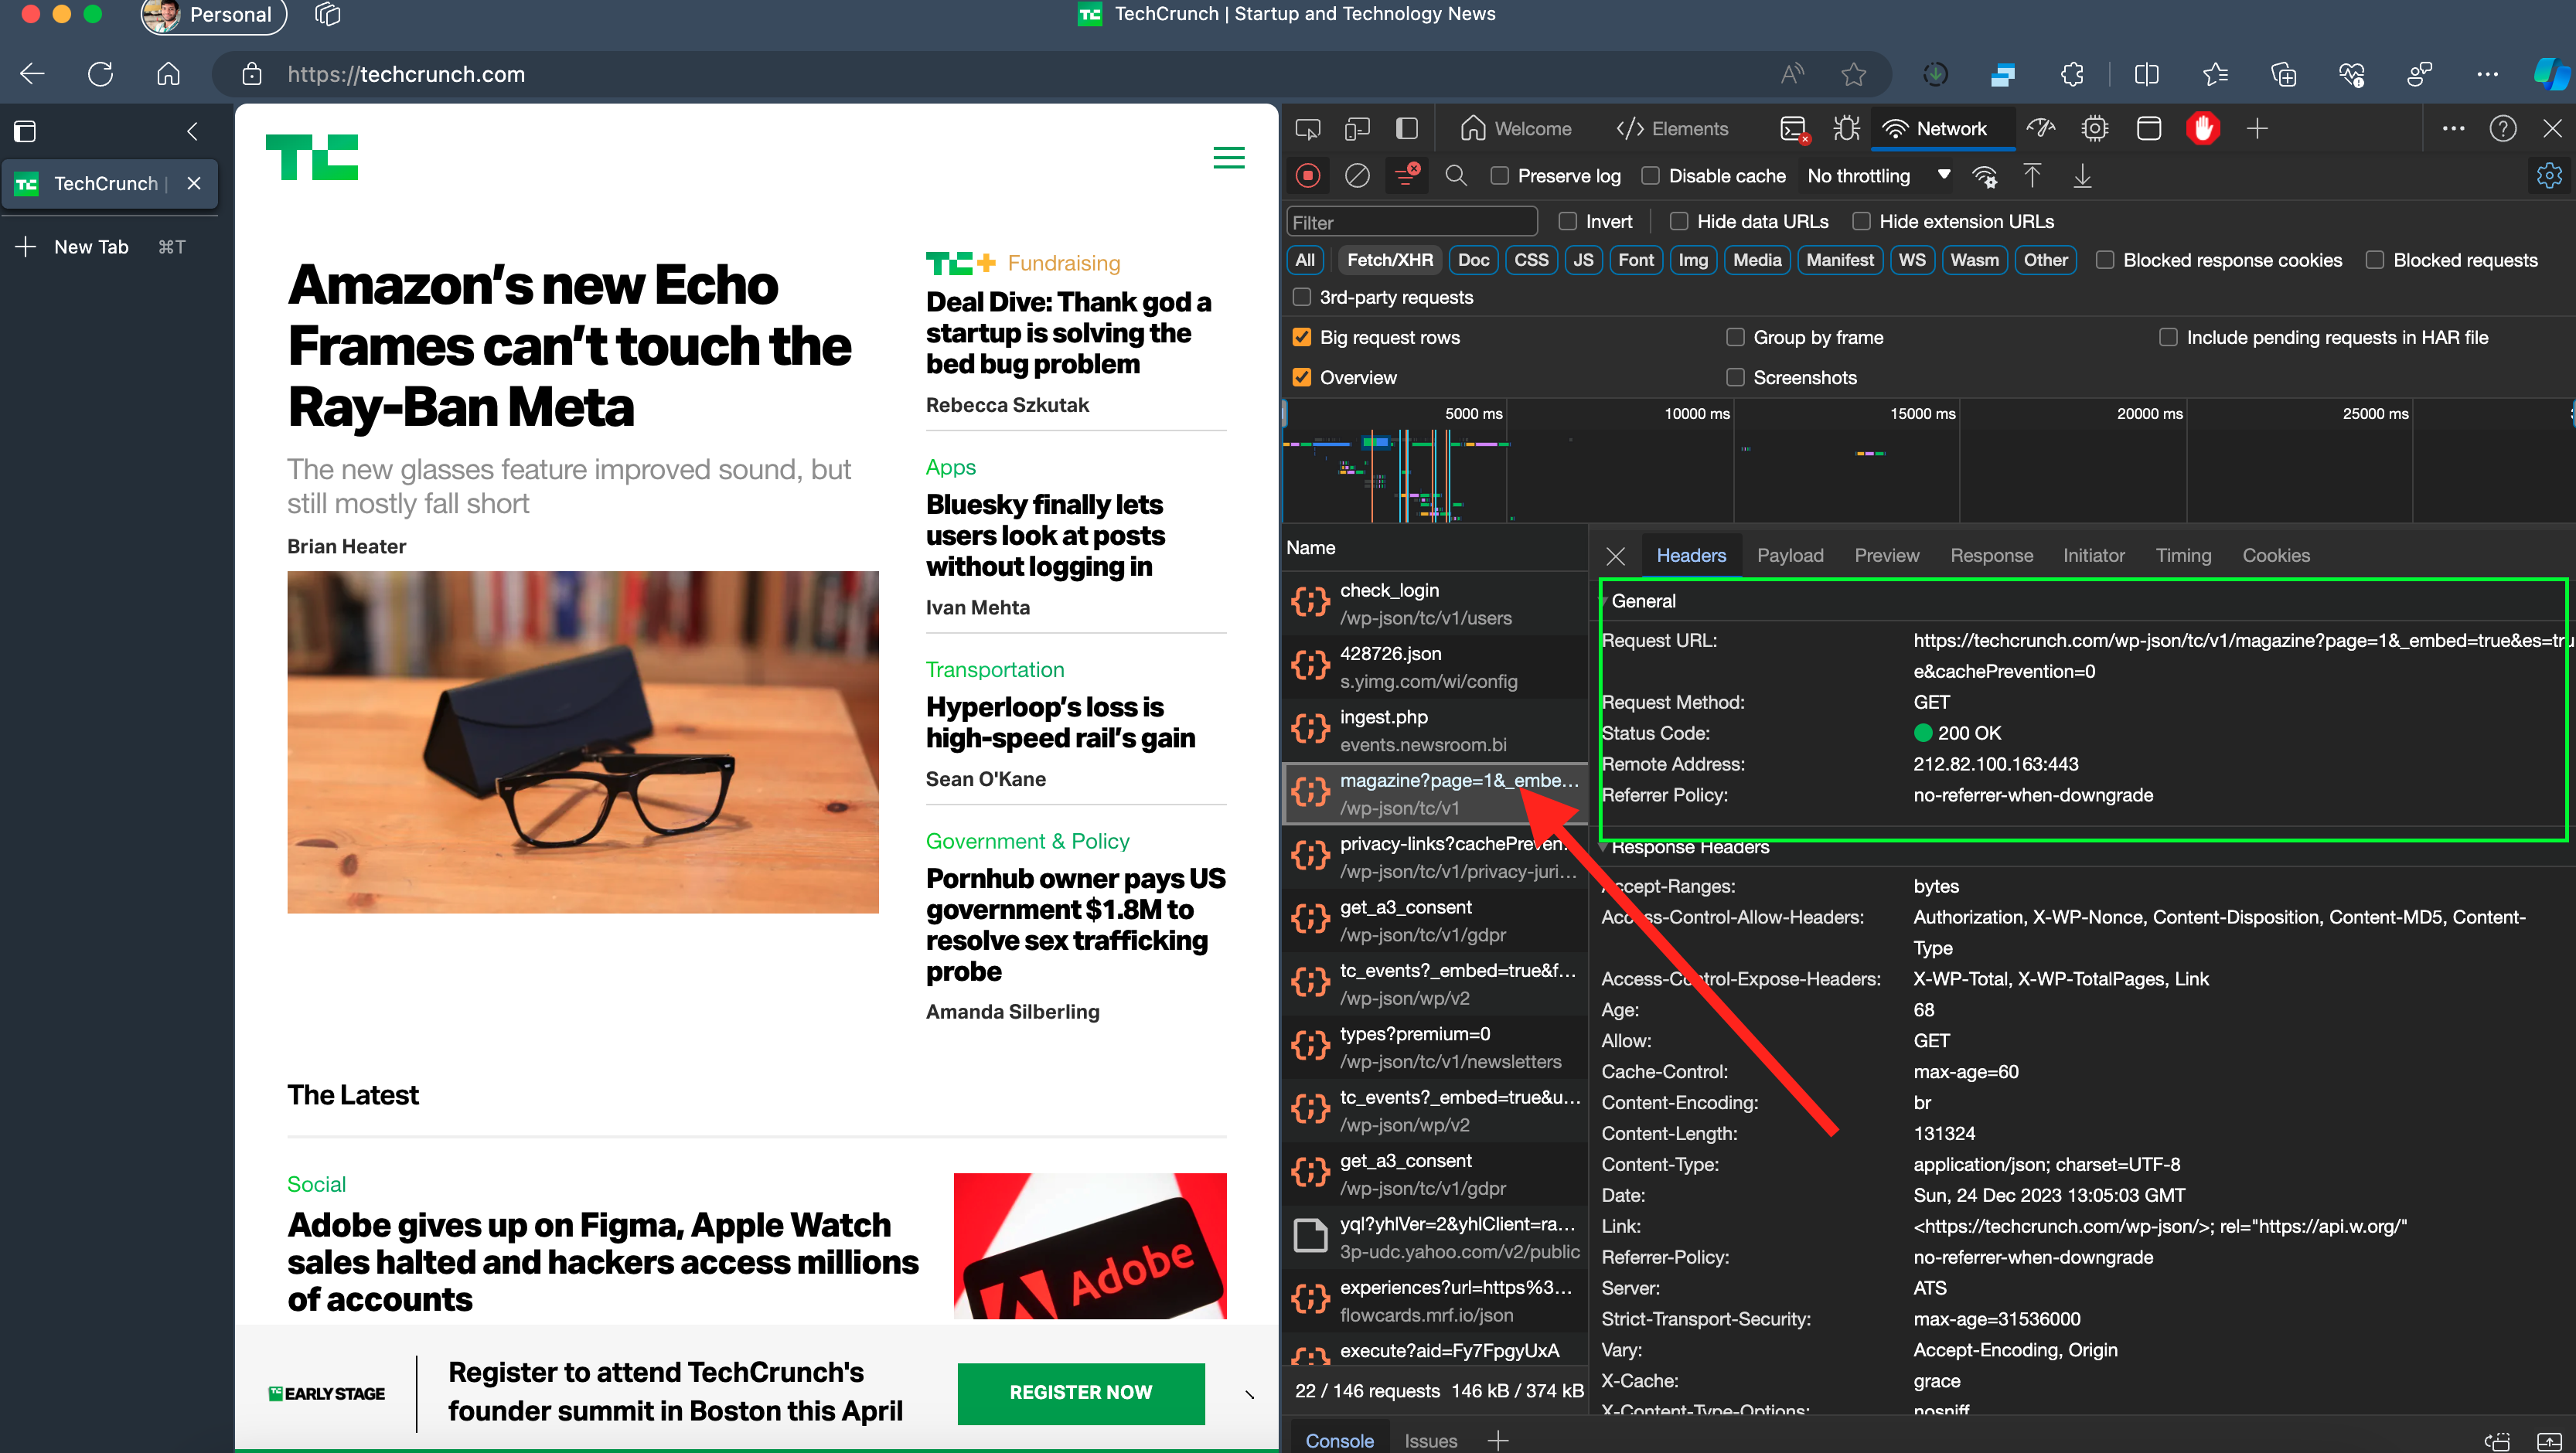 Personal
TechCrunch | Startup and Technology News
https://techcrunch.com
TechCrunch |
New Tab ⌘T
Amazon’s new Echo
Frames can’t touch the
Ray-Ban Meta
The new glasses feature improved sound, but
still mostly fall short
Brian Heater
TC+ Fundraising
Deal Dive: Thank god a
startup is solving the
bed bug problem
Rebecca Szkutak
Apps
Bluesky finally lets
users look at posts
without logging in
Ivan Mehta
Transportation
Hyperloop’s loss is
high-speed rail’s gain
Sean O'Kane
Government & Policy
Pornhub owner pays US
government $1.8M to
resolve sex trafficking
probe
Amanda Silberling
The Latest
Social
Adobe gives up on Figma, Apple Watch
sales halted and hackers access millions
of accounts
Adobe
TC EARLY STAGE
Register to attend TechCrunch's
founder summit in Boston this April
REGISTER NOW
Welcome
Elements
Network
Preserve log
Disable cache
No throttling
Filter
Invert
Hide data URLs
Hide extension URLs
All Fetch/XHR Doc CSS JS Font Img Media Manifest WS Wasm Other Blocked response cookies Blocked requests
3rd-party requests
Big request rows
Group by frame
Include pending requests in HAR file
Overview
Screenshots
5000 ms 10000 ms 15000 ms 20000 ms 25000 ms
Name
check_login
/wp-json/tc/v1/users
428726.json
s.yimg.com/wi/config
ingest.php
events.newsroom.bi
magazine?page=1&_embe...
/wp-json/tc/v1
privacy-links?cachePreven.
/wp-json/tc/v1/privacy-juri...
get_a3_consent
/wp-json/tc/v1/gdpr
tc_events?_embed=true&f...
/wp-json/wp/v2
types?premium=0
/wp-json/tc/v1/newsletters
tc_events?_embed=true&u...
/wp-json/wp/v2
get_a3_consent
/wp-json/tc/v1/gdpr
yql?yhlVer=2&yhlClient=ra...
3p-udc.yahoo.com/v2/public
experiences?url=https%3...
flowcards.mrf.io/json
execute?aid=Fy7FpgyUxA
22 / 146 requests 146 kB / 374 kB
Headers Payload Preview Response Initiator Timing Cookies
General
Request URL: https://techcrunch.com/wp-json/tc/v1/magazine?page=1&_embed=true&es=tru
e&cachePrevention=0
Request Method: GET
Status Code: 200 OK
Remote Address: 212.82.100.163:443
Referrer Policy: no-referrer-when-downgrade
Response Headers
Accept-Ranges: bytes
Access-Control-Allow-Headers: Authorization, X-WP-Nonce, Content-Disposition, Content-MD5, Content-
Type
Access-Control-Expose-Headers: X-WP-Total, X-WP-TotalPages, Link
Age: 68
Allow: GET
Cache-Control: max-age=60
Content-Encoding: br
Content-Length: 131324
Content-Type: application/json; charset=UTF-8
Date: Sun, 24 Dec 2023 13:05:03 GMT
Link: <https://techcrunch.com/wp-json/>; rel="https://api.w.org/"
Referrer-Policy: no-referrer-when-downgrade
Server: ATS
Strict-Transport-Security: max-age=31536000
Vary: Accept-Encoding, Origin
X-Cache: grace
X-Content-Type-Options: nosniff
Console Issues